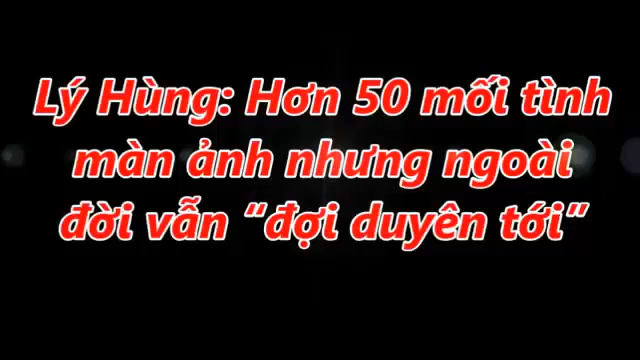 Lý Hùng: Hơn 50 mối tình
màn ảnh nhưng ngoài
đời vẫn “đợi duyên tới”